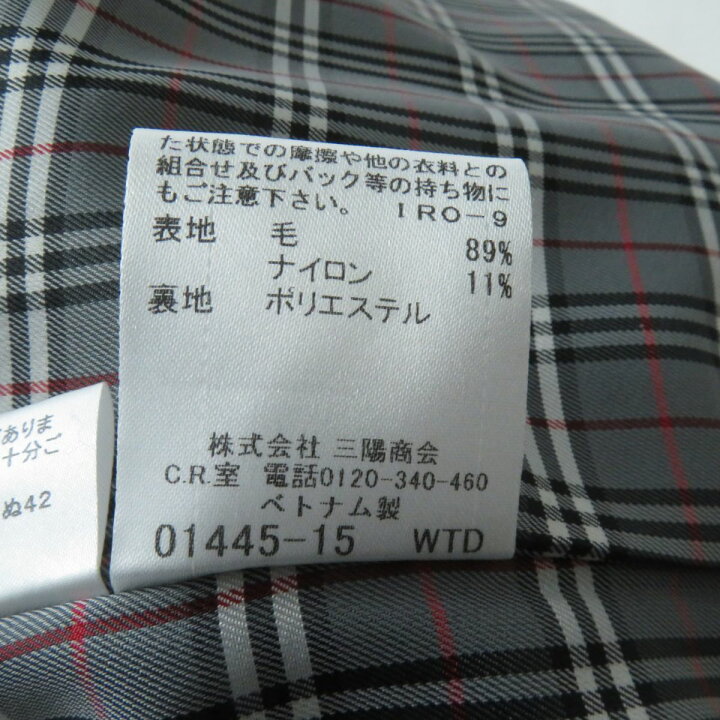 た状態での摩擦や他の衣料との
組合せ及びバック等の持ち物に
もご注意下さい。 IRO-9
表地 毛 89%
ナイロン 11%
裏地 ポリエステル
株式会社 三陽商会
C.R.室 電話0120-340-460
ベトナム製
01445-15 WTD
ありま
十分ご
ぬ42